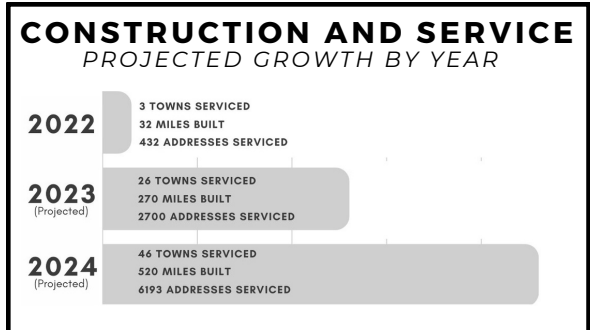 CONSTRUCTION AND SERVICE
PROJECTED GROWTH BY YEAR
2022
3 TOWNS SERVICED
32 MILES BUILT
432 ADDRESSES SERVICED
2023
(Projected)
26 TOWNS SERVICED
270 MILES BUILT
2700 ADDRESSES SERVICED
2024
(Projected)
46 TOWNS SERVICED
520 MILES BUILT
6193 ADDRESSES SERVICED